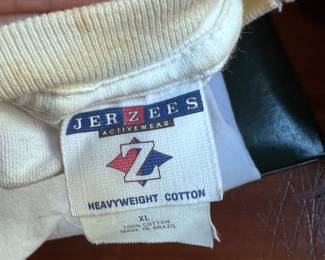 JERZEES
ACTIVEWEAR
Z
HEAVYWEIGHT COTTON
XL
100% COTTON
MADE IN BRAZIL